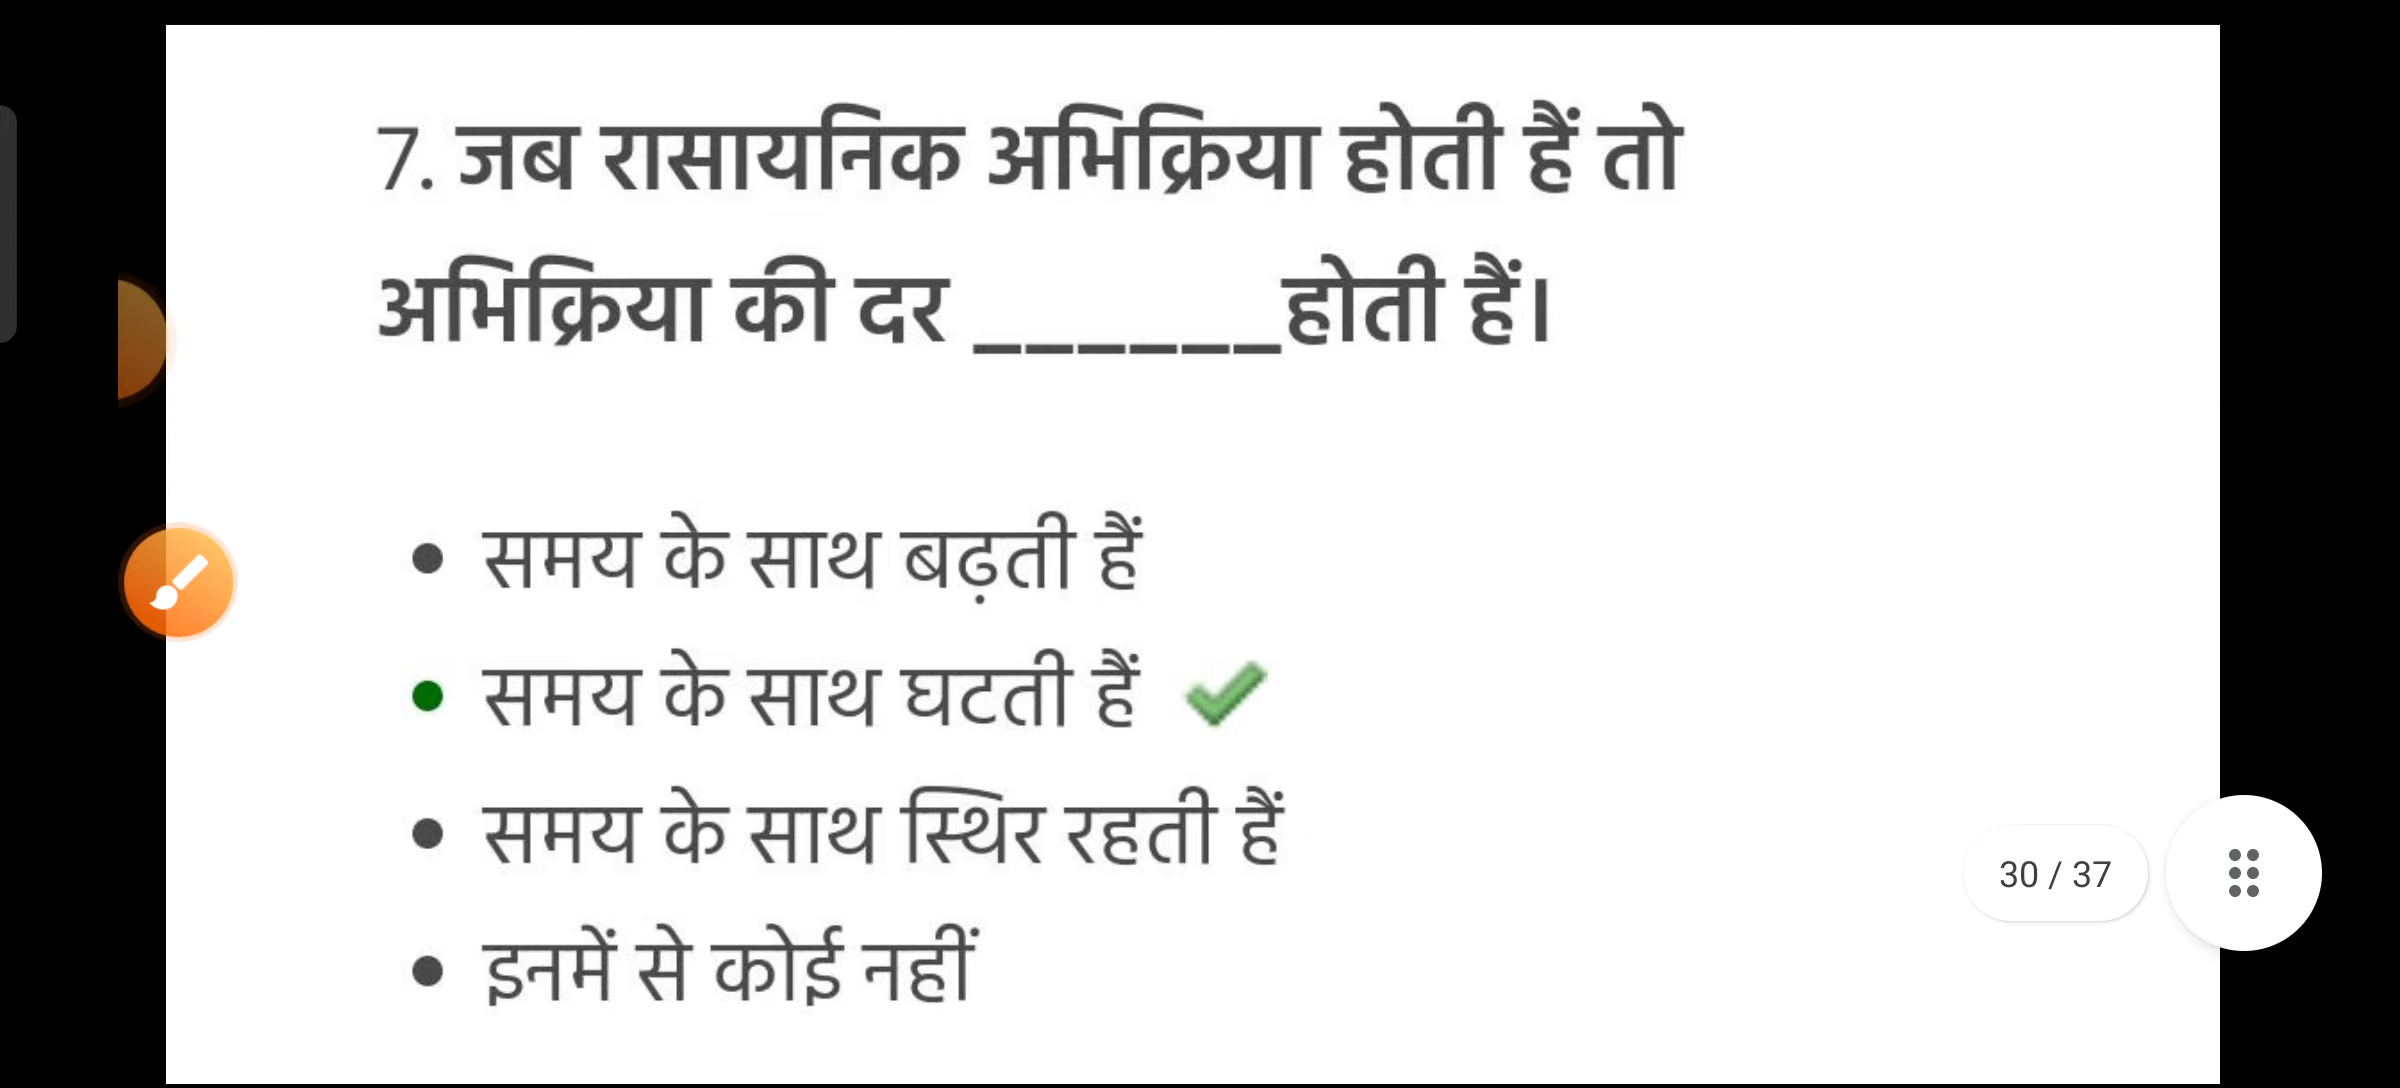 7. जब रासायनिक अभिक्रिया होती हैं तो
अभिक्रिया की दर ______होती हैं।
समय के साथ बढ़ती हैं
समय के साथ घटती हैं
समय के साथ स्थिर रहती हैं
इनमें से कोई नहीं
30 / 37